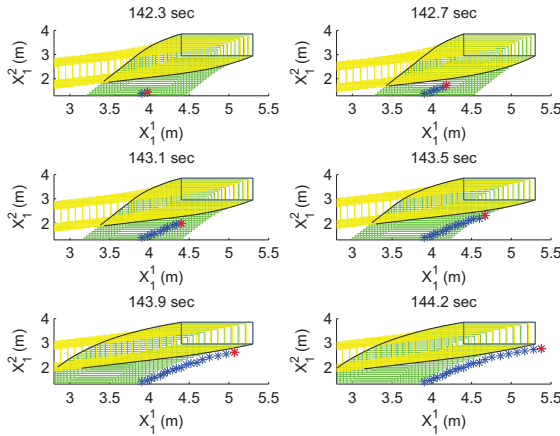 142.3 sec
X₁² (m)
4
3
2
3 3.5 4 4.5 5 5.5
X₁¹ (m)
142.7 sec
X₁² (m)
4
3
2
3 3.5 4 4.5 5 5.5
X₁¹ (m)
143.1 sec
X₁² (m)
4
3
2
3 3.5 4 4.5 5 5.5
X₁¹ (m)
143.5 sec
X₁² (m)
4
3
2
3 3.5 4 4.5 5 5.5
X₁¹ (m)
143.9 sec
X₁² (m)
4
3
2
3 3.5 4 4.5 5 5.5
X₁¹ (m)
144.2 sec
X₁² (m)
4
3
2
3 3.5 4 4.5 5 5.5
X₁¹ (m)